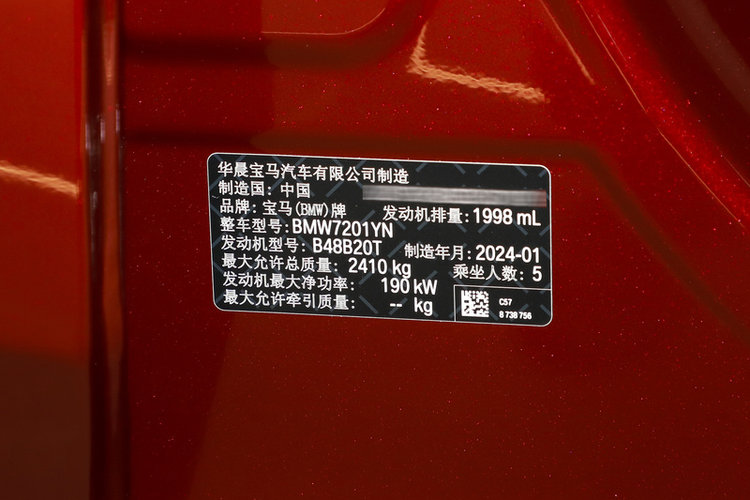 华晨宝马汽车有限公司制造
制造国: 中国
品牌: 宝马(BMW)牌 发动机排量: 1998 mL
整车型号: BMW7201YN
发动机型号: B48B20T 制造年月: 2024-01
最大允许总质量: 2410 kg 乘坐人数: 5
发动机最大净功率: 190 kW
最大允许牵引质量: -- kg
C57
8 738 756